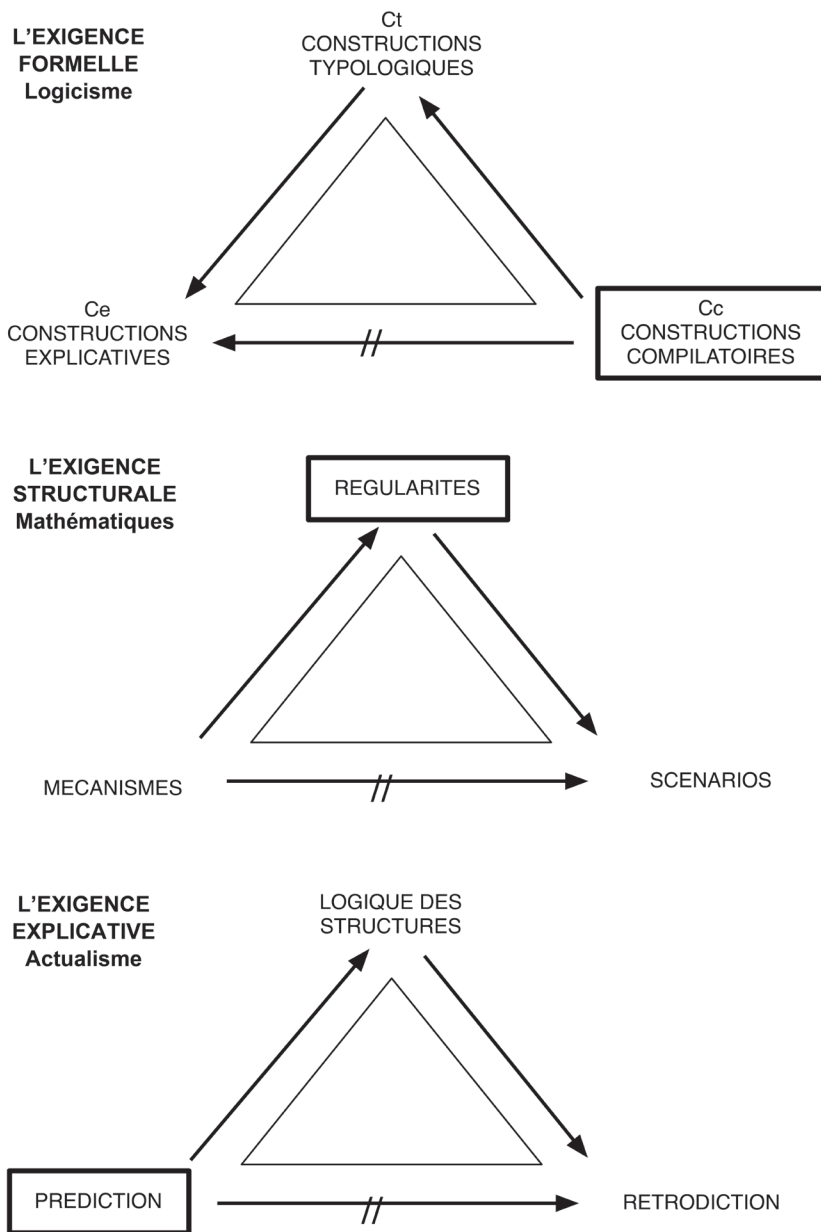 L’EXIGENCE
FORMELLE
Logicisme
Ct
CONSTRUCTIONS
TYPOLOGIQUES
Ce
CONSTRUCTIONS
EXPLICATIVES
Cc
CONSTRUCTIONS
COMPILATOIRES
L’EXIGENCE
STRUCTURALE
Mathématiques
REGULARITES
MECANISMES
SCENARIOS
L’EXIGENCE
EXPLICATIVE
Actualisme
LOGIQUE DES
STRUCTURES
PREDICTION
RETRODICTION